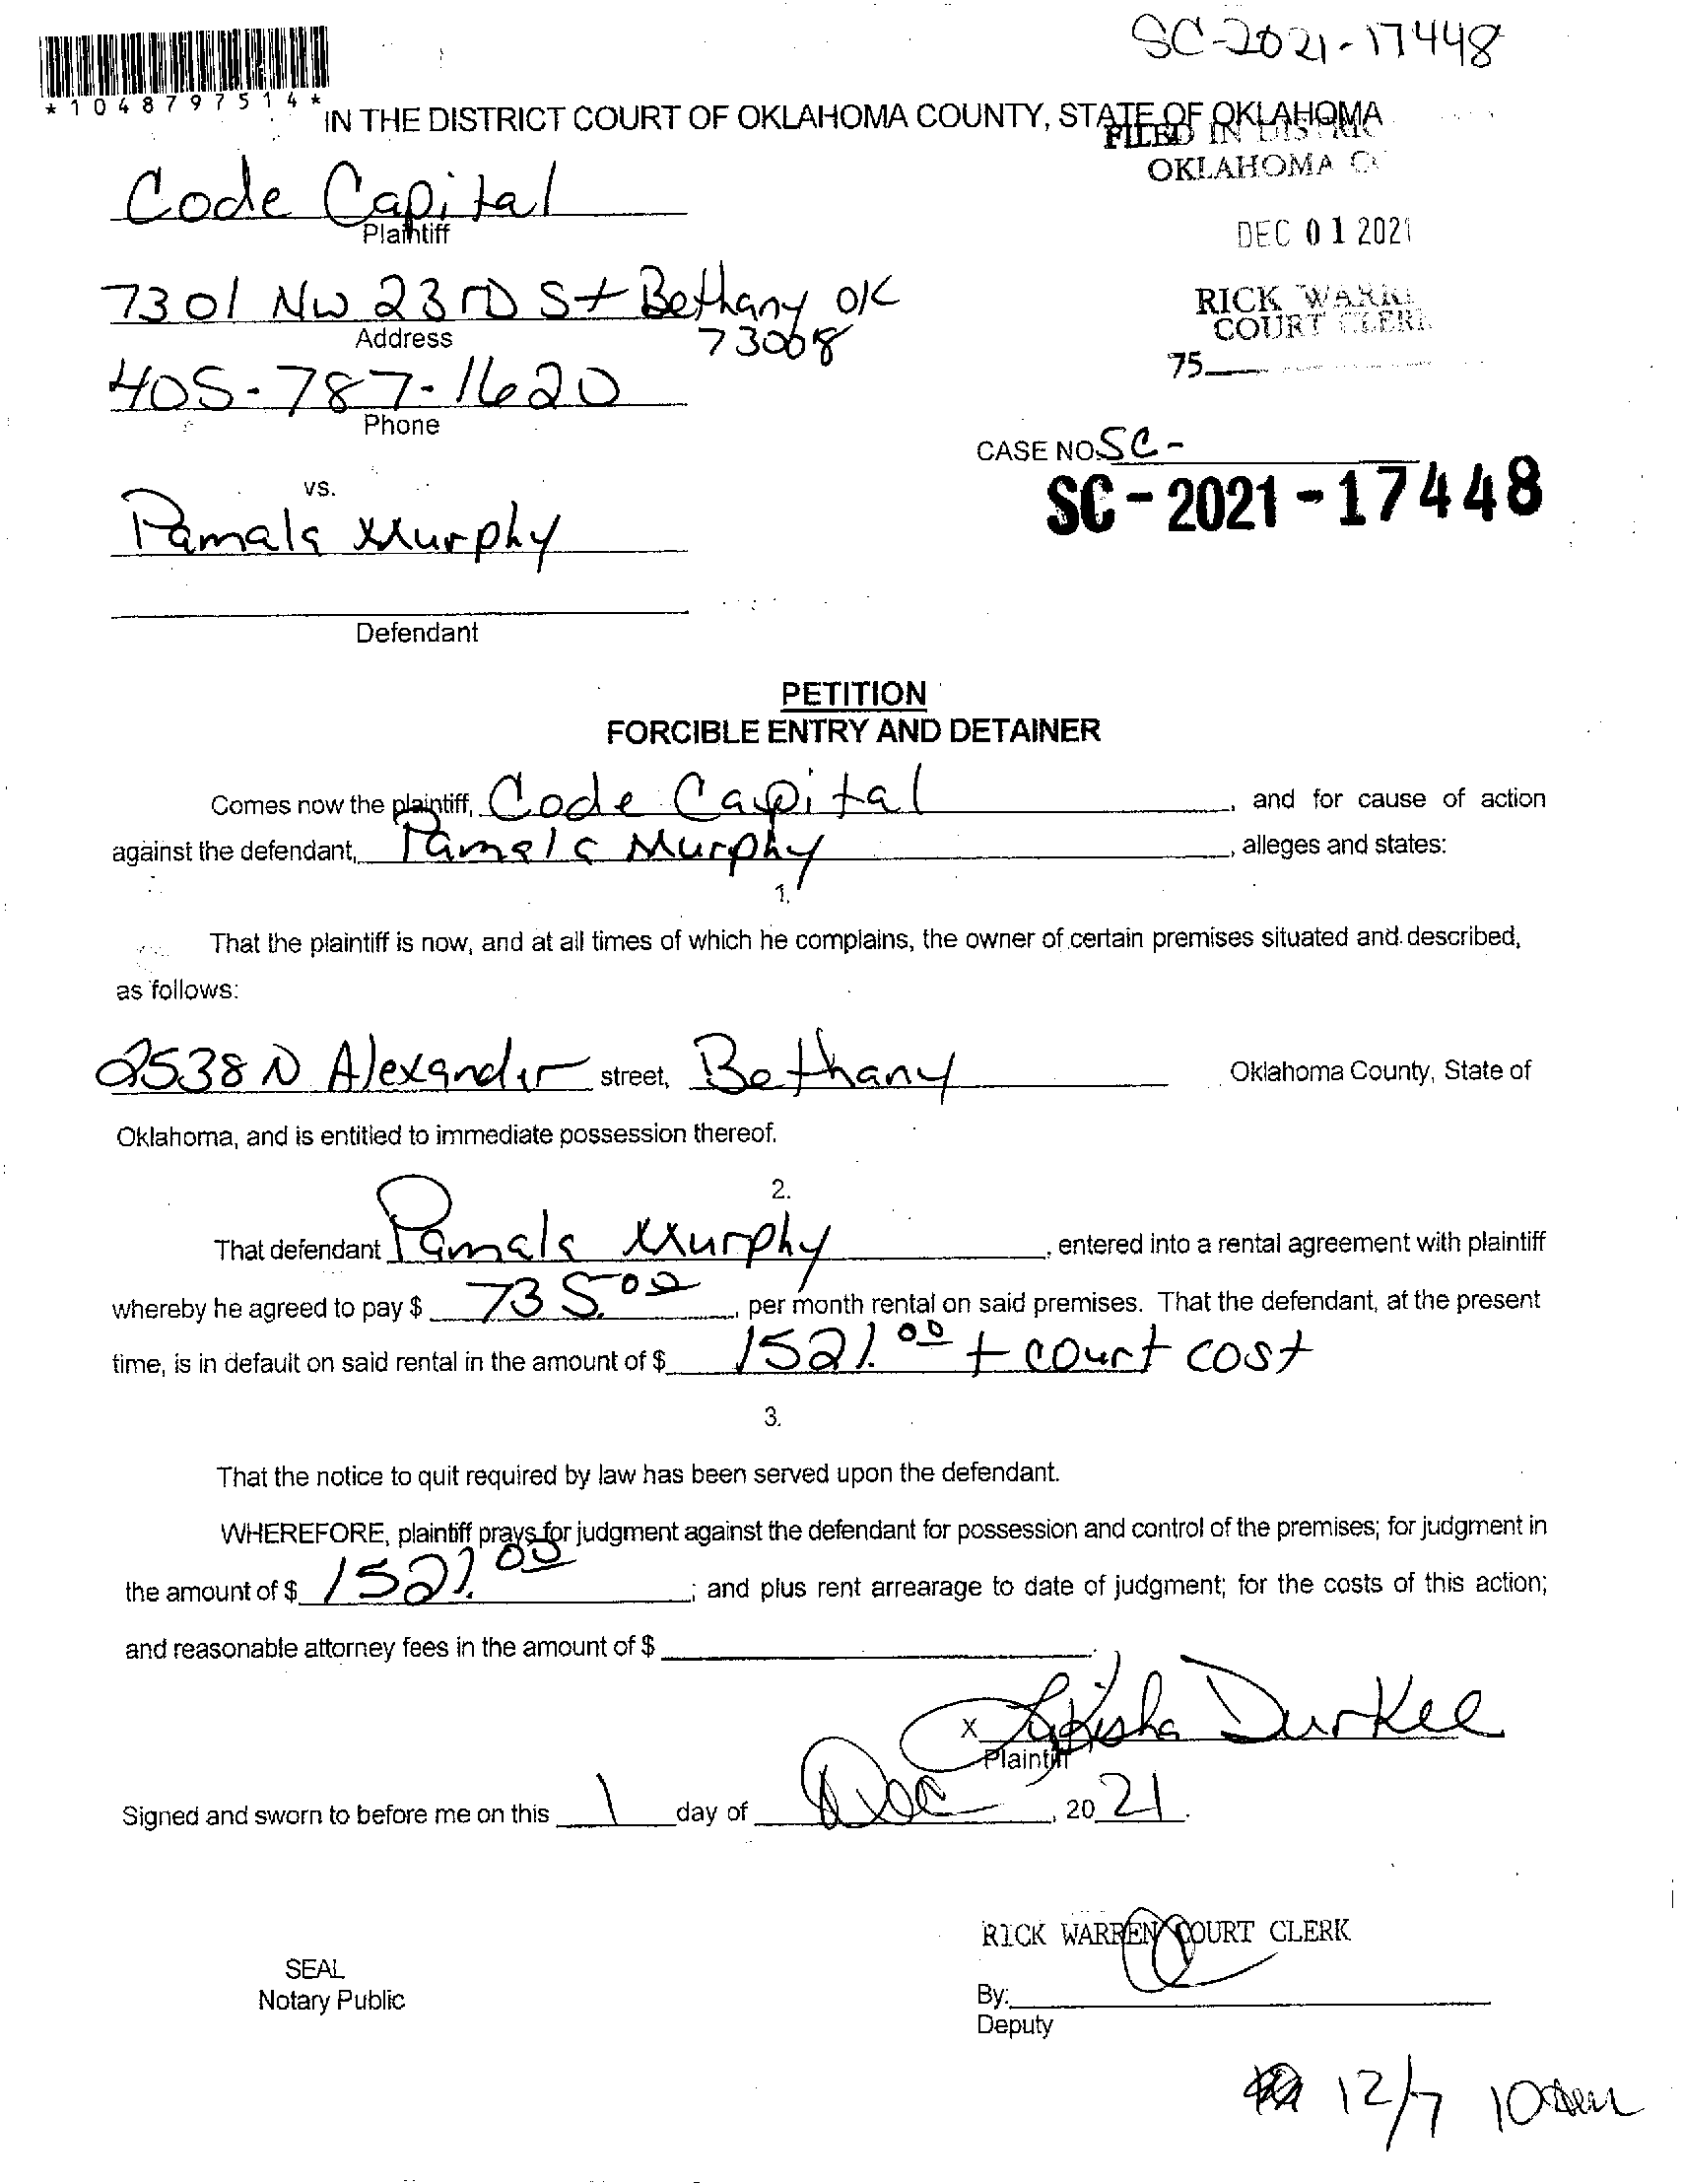 SC-2021-17448
*1048797514*
IN THE DISTRICT COURT OF OKLAHOMA COUNTY, STATE OF OKLAHOMA
FILED IN
OKLAHOMA
Code Capital
Plaintiff
DEC 01 2021
7301 NW 23RD St Bethany OK
73008
Address
RICK
COURT CLERK
75
405-787-1620
Phone
CASE NO. SC-
SC-2021-17448
vs.
Pamala Murphy
Defendant
PETITION
FORCIBLE ENTRY AND DETAINER
Comes now the plaintiff, Code Capital, and for cause of action
against the defendant, Pamala Murphy, alleges and states:
1.
That the plaintiff is now, and at all times of which he complains, the owner of certain premises situated and described,
as follows:
2538 N Alexander street, Bethany Oklahoma County, State of
Oklahoma, and is entitled to immediate possession thereof.
2.
That defendant Pamala Murphy, entered into a rental agreement with plaintiff
whereby he agreed to pay $ 735.00, per month rental on said premises. That the defendant, at the present
time, is in default on said rental in the amount of $ 1521.00 + court cost
3.
That the notice to quit required by law has been served upon the defendant.
WHEREFORE, plaintiff prays for judgment against the defendant for possession and control of the premises; for judgment in
the amount of $ 1521.00; and plus rent arrearage to date of judgment; for the costs of this action;
and reasonable attorney fees in the amount of $
X Durkee
Plaintiff
Signed and sworn to before me on this 1 day of Dec, 20 21.
RICK WARREN COURT CLERK
SEAL
Notary Public
By:
Deputy
12/7 10am